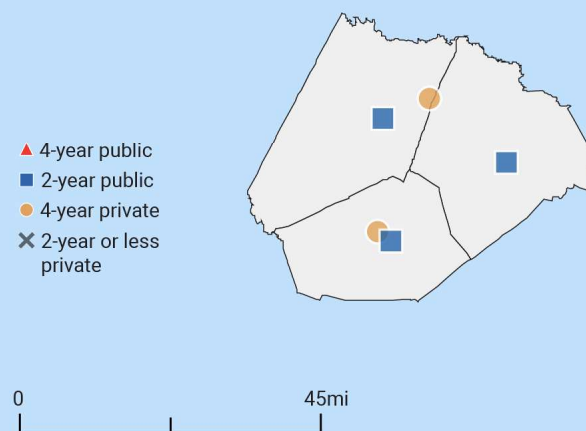 4-year public
2-year public
4-year private
2-year or less
private
0
45mi